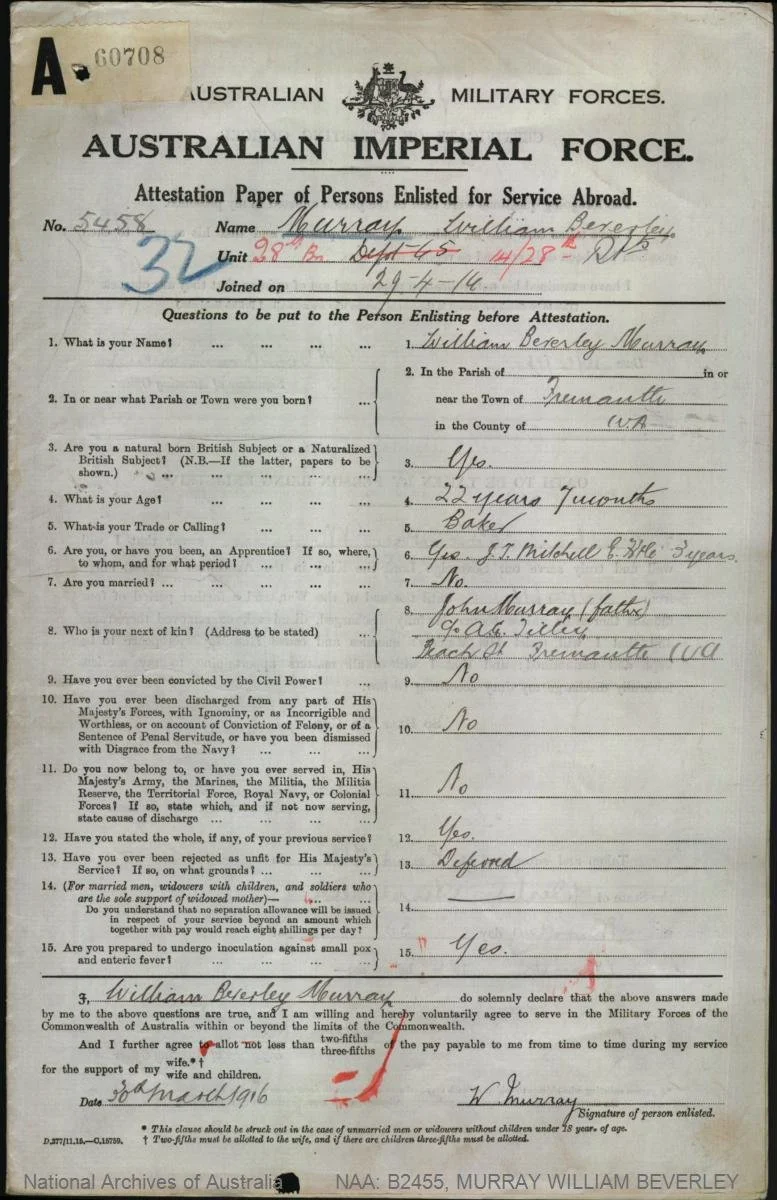 A.
60708
AUSTRALIAN MILITARY FORCES.
AUSTRALIAN IMPERIAL FORCE.
Attestation Paper of Persons Enlisted for Service Abroad.
No. 5458 Name Murray William Beverley
32
Unit 28th Bn Depot 65 14/28th
Joined on 29-4-16
Questions to be put to the Person Enlisting before Attestation.
1. What is your Name? ... ... ... ... 1. William Beverley Murray
2. In or near what Parish or Town were you born? ... 2. In the Parish of in or
near the Town of Fremantle
in the County of WA
3. Are you a natural born British Subject or a Naturalized
British Subject? (N.B.—If the latter, papers to be
shown.) ... ... ... ... 3. Yes.
4. What is your Age? ... ... ... ... 4. 22 years 7 months
5. What is your Trade or Calling? ... ... ... 5. Baker
6. Are you, or have you been, an Apprentice? If so, where,
to whom, and for what period? ... ... ... 6. Yes. J. T. Mitchell E. Ftle 3 years.
7. Are you married? ... ... ... ... 7. No.
8. Who is your next of kin? (Address to be stated) ... 8. John Murray (father)
c/o A. G. Tilley
Fremantle WA
9. Have you ever been convicted by the Civil Power? ... 9. No
10. Have you ever been discharged from any part of His
Majesty's Forces, with Ignominy, or as Incorrigible and
Worthless, or on account of Conviction of Felony, or of a
Sentence of Penal Servitude, or have you been dismissed
with Disgrace from the Navy? ... ... ... 10. No
11. Do you now belong to, or have you ever served in, His
Majesty's Army, the Marines, the Militia, the Militia
Reserve, the Territorial Force, Royal Navy, or Colonial
Forces? If so, state which, and if not now serving,
state cause of discharge ... ... ... ... 11. No
12. Have you stated the whole, if any, of your previous service? 12. Yes.
13. Have you ever been rejected as unfit for His Majesty's
Service? If so, on what grounds? ... ... ... 13. Defective
14. (For married men, widowers with children, and soldiers who
are the sole support of widowed mother)—
Do you understand that no separation allowance will be issued
in respect of your service beyond an amount which
together with pay would reach eight shillings per day? 14. —
15. Are you prepared to undergo inoculation against small pox
and enteric fever? ... ... ... ... 15. Yes.
I, William Beverley Murray do solemnly declare that the above answers made
by me to the above questions are true, and I am willing and hereby voluntarily agree to serve in the Military Forces of the
Commonwealth of Australia within or beyond the limits of the Commonwealth.
And I further agree to allot not less than two-fifths three-fifths of the pay payable to me from time to time during my service
for the support of my wife.*† wife and children.
Date 30th March 1916 W Murray
Signature of person enlisted.
* This clause should be struck out in the case of unmarried men or widowers without children under 18 years of age.
D.277/11.15.—C.15759. † Two-fifths must be allotted to the wife, and if there are children three-fifths must be allotted.
National Archives of Australia NAA: B2455, MURRAY WILLIAM BEVERLEY